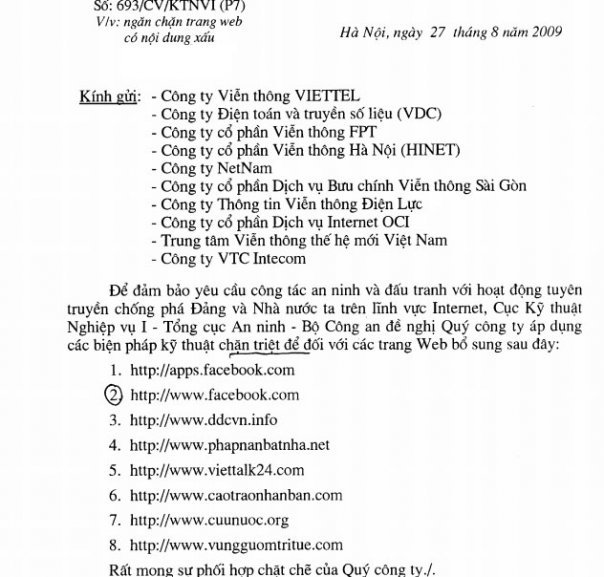 Số: 693/CV/KTNVI (P7)
V/v: ngăn chặn trang web
có nội dung xấu
Hà Nội, ngày 27 tháng 8 năm 2009
Kính gửi: - Công ty Viễn thông VIETTEL
- Công ty Điện toán và truyền số liệu (VDC)
- Công ty cổ phần Viễn thông FPT
- Công ty cổ phần Viễn thông Hà Nội (HINET)
- Công ty NetNam
- Công ty cổ phần Dịch vụ Bưu chính Viễn thông Sài Gòn
- Công ty Thông tin Viễn thông Điện Lực
- Công ty cổ phần Dịch vụ Internet OCI
- Trung tâm Viễn thông thế hệ mới Việt Nam
- Công ty VTC Intecom
Để đảm bảo yêu cầu công tác an ninh và đấu tranh với hoạt động tuyên
truyền chống phá Đảng và Nhà nước ta trên lĩnh vực Internet, Cục Kỹ thuật
Nghiệp vụ I - Tổng cục An ninh - Bộ Công an đề nghị Quý công ty áp dụng
các biện pháp kỹ thuật chặn triệt để đối với các trang Web bổ sung sau đây:
1. http://apps.facebook.com
2. http://www.facebook.com
3. http://www.ddcvn.info
4. http://www.phapnanbatnha.net
5. http://www.viettalk24.com
6. http://www.caotraonhanban.com
7. http://www.cuunuoc.org
8. http://www.vungguomtritue.com
Rất mong sự phối hợp chặt chẽ của Quý công ty./.